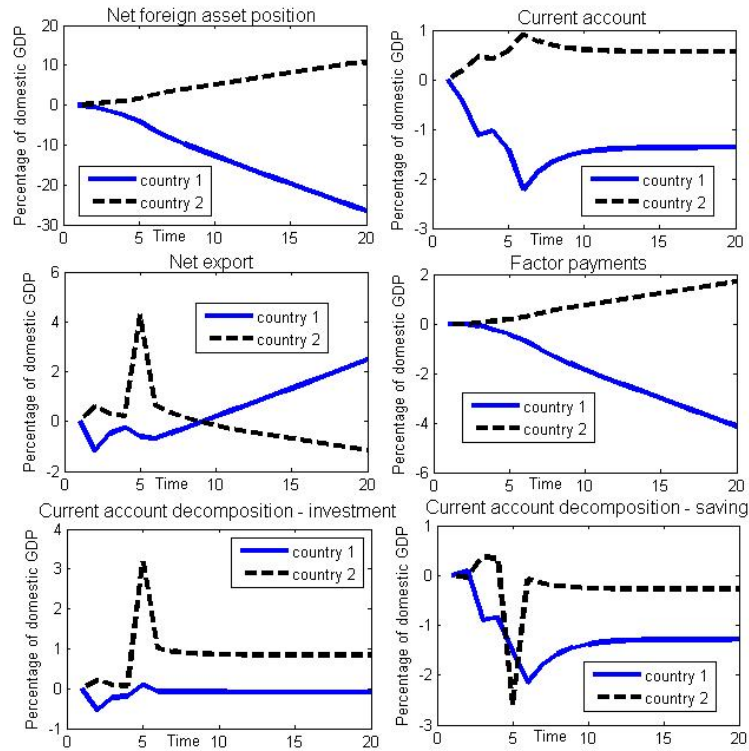 Net foreign asset position
Percentage of domestic GDP
20
10
0
-10
-20
-30
country 1
country 2
0 5 10 15 20
Time
Current account
Percentage of domestic GDP
1
0
-1
-2
-3
country 1
country 2
0 5 10 15 20
Time
Net export
Percentage of domestic GDP
6
4
2
0
-2
country 1
country 2
0 5 10 15 20
Time
Factor payments
Percentage of domestic GDP
2
0
-2
-4
-6
country 1
country 2
0 5 10 15 20
Time
Current account decomposition - investment
Percentage of domestic GDP
4
3
2
1
0
-1
country 1
country 2
0 5 10 15 20
Time
Current account decomposition - saving
Percentage of domestic GDP
1
0
-1
-2
-3
country 1
country 2
0 5 10 15 20
Time